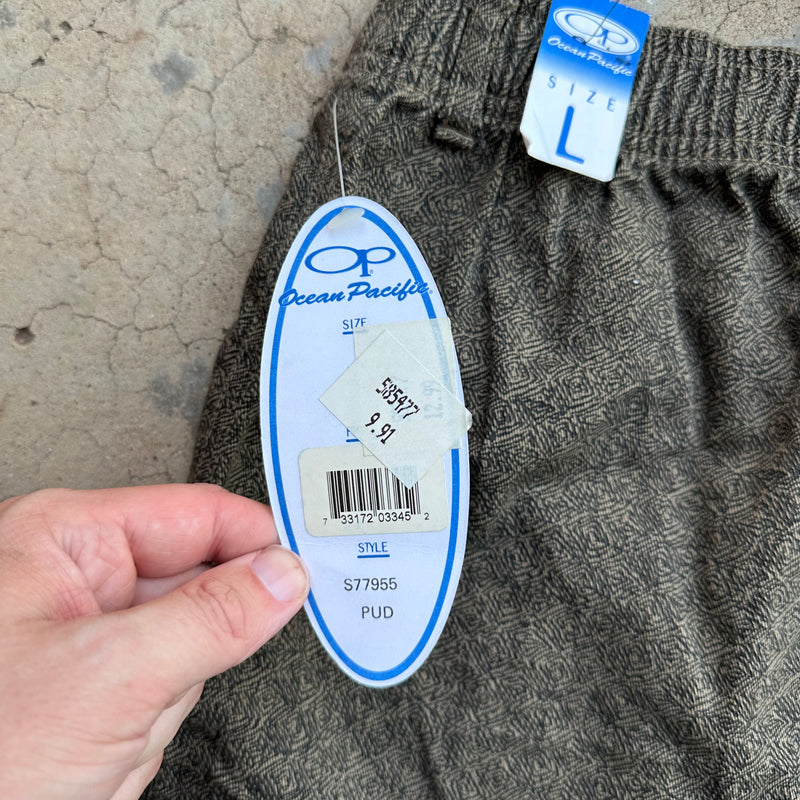 OP
Ocean Pacific
SIZE
L
OP
Ocean Pacific
SIZE
12.97
585477
9.91
7 33172 03345 2
STYLE
S77955
PUD